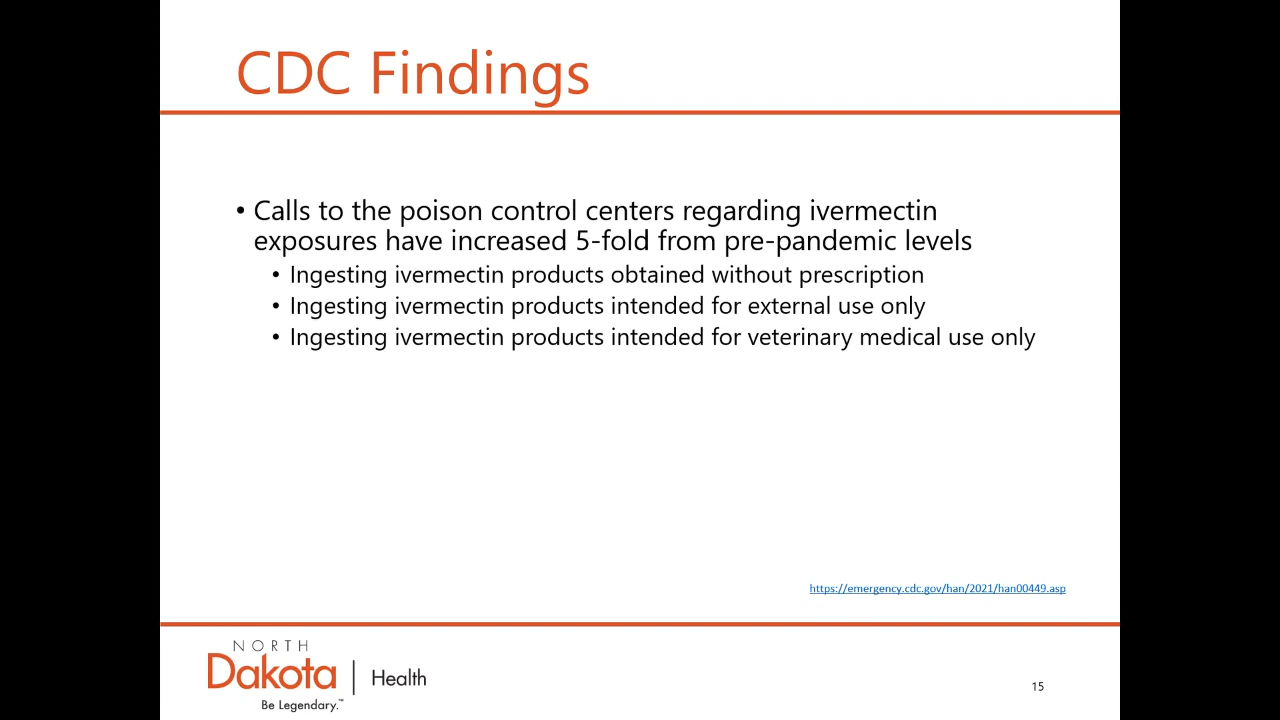 CDC Findings
• Calls to the poison control centers regarding ivermectin
exposures have increased 5-fold from pre-pandemic levels
• Ingesting ivermectin products obtained without prescription
• Ingesting ivermectin products intended for external use only
• Ingesting ivermectin products intended for veterinary medical use only
https://emergency.cdc.gov/han/2021/han00449.asp
NORTH
Dakota | Health
Be Legendary.™
15